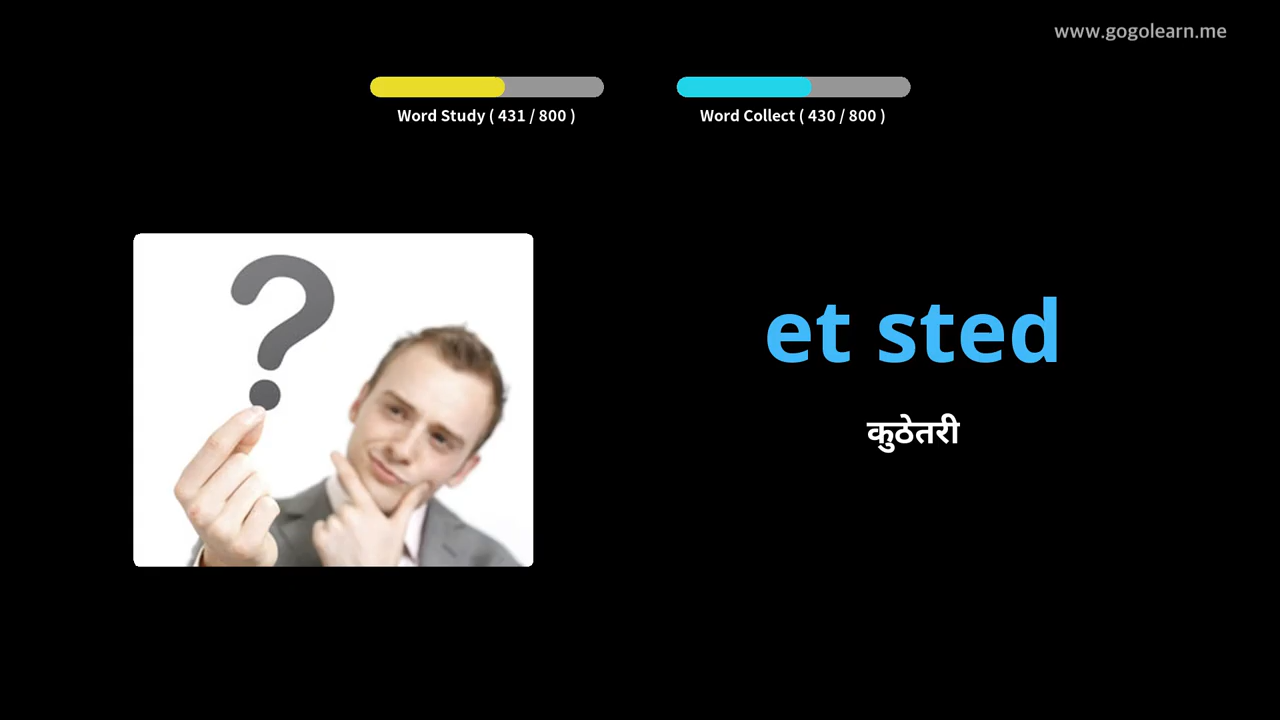 www.gogolearn.me
Word Study ( 431 / 800 )
Word Collect ( 430 / 800 )
?
et sted
कुठेतरी